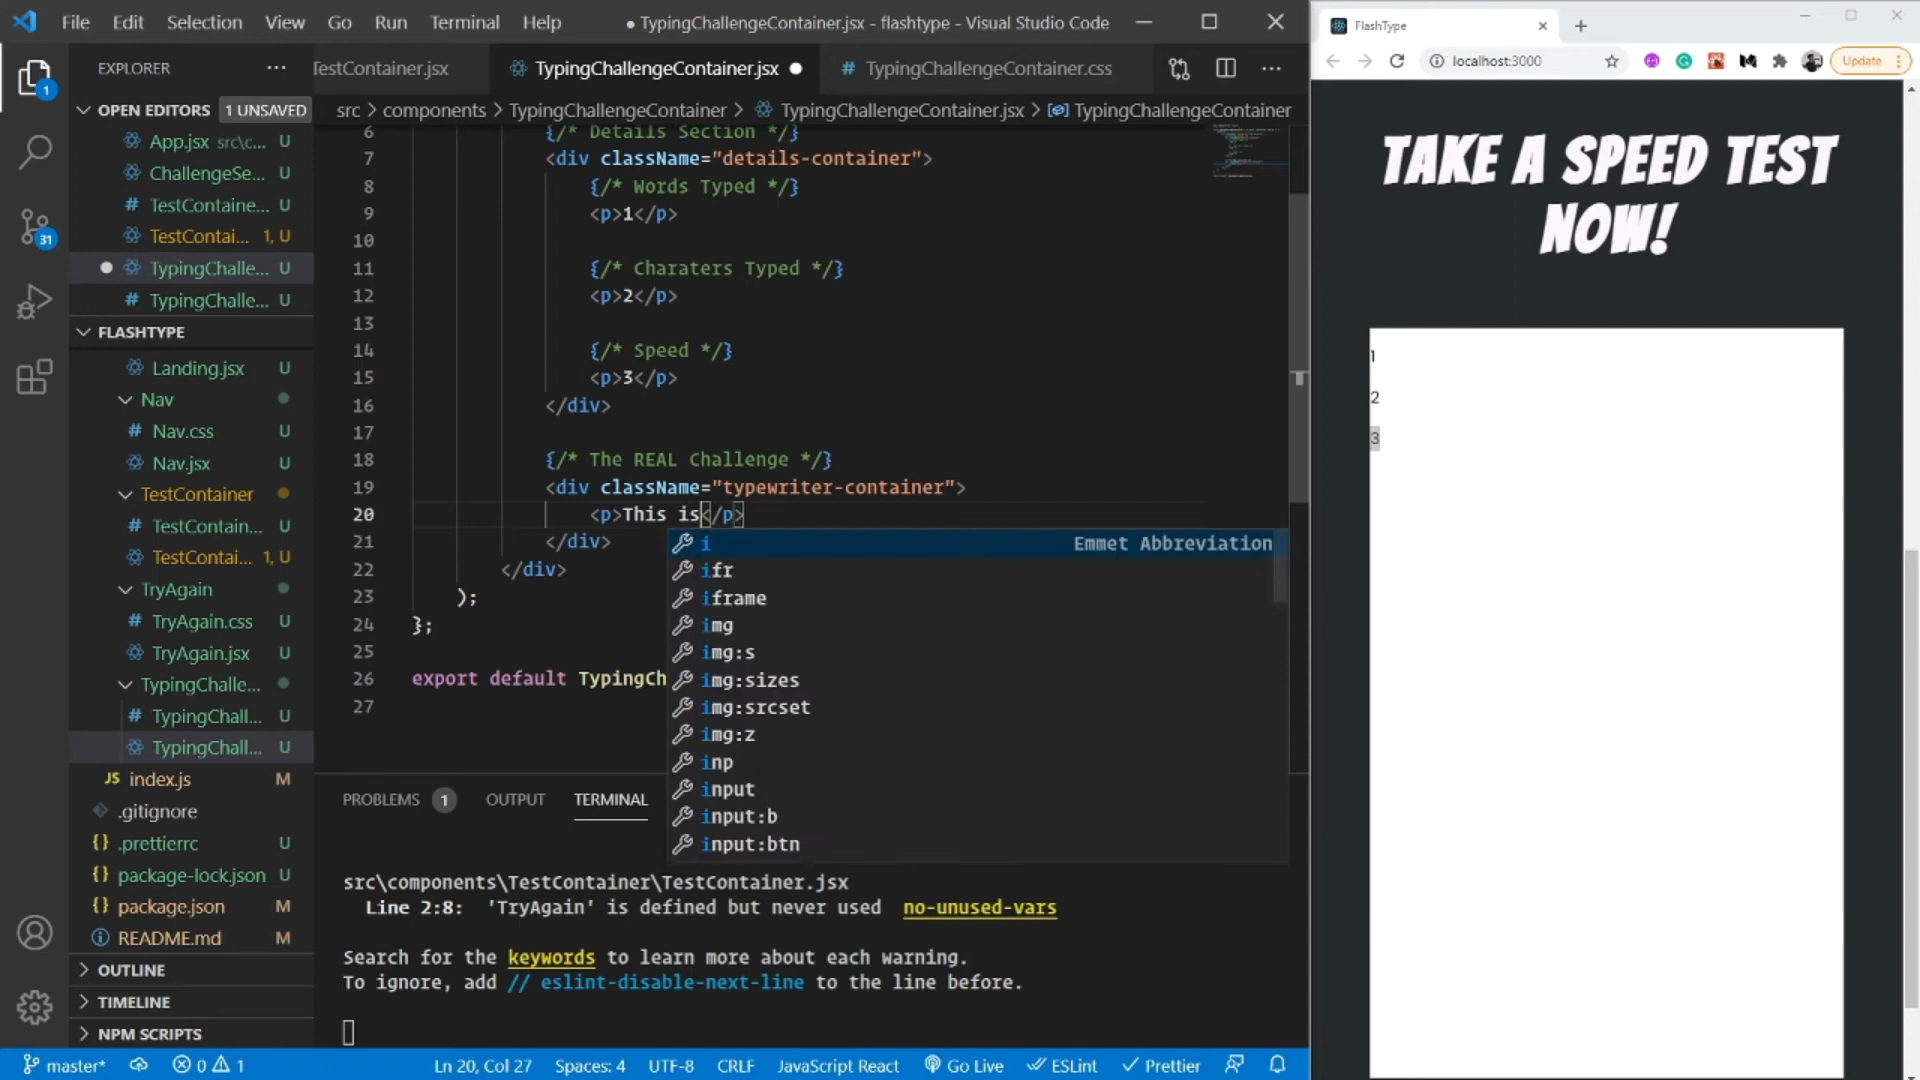 File Edit Selection View Go Run Terminal Help
● TypingChallengeContainer.jsx - flashtype - Visual Studio Code
EXPLORER
OPEN EDITORS 1 UNSAVED
App.jsx src\c... U
ChallengeSe... U
TestContaine... U
TestContai... 1, U
TypingChalle... U
TypingChalle... U
FLASHTYPE
Landing.jsx U
Nav
Nav.css U
Nav.jsx U
TestContainer
TestContain... U
TestContai... 1, U
TryAgain
TryAgain.css U
TryAgain.jsx U
TypingChalle...
TypingChall... U
TypingChall... U
index.js M
.gitignore
.prettierrc U
package-lock.json U
package.json M
README.md M
OUTLINE
TIMELINE
NPM SCRIPTS
1
31
TestContainer.jsx TypingChallengeContainer.jsx ● # TypingChallengeContainer.css
src > components > TypingChallengeContainer > TypingChallengeContainer.jsx > TypingChallengeContainer
6 {/* Details Section */}
7 <div className="details-container">
8 {/* Words Typed */}
9 <p>1</p>
10
11 {/* Charaters Typed */}
12 <p>2</p>
13
14 {/* Speed */}
15 <p>3</p>
16 </div>
17
18 {/* The REAL Challenge */}
19 <div className="typewriter-container">
20 <p>This is</p>
21 </div>
22 </div>
23 );
24 };
25
26 export default TypingCh
27
i Emmet Abbreviation
ifr
iframe
img
img:s
img:sizes
img:srcset
img:z
inp
input
input:b
input:btn
PROBLEMS 1 OUTPUT TERMINAL
src\components\TestContainer\TestContainer.jsx
Line 2:8: 'TryAgain' is defined but never used no-unused-vars
Search for the keywords to learn more about each warning.
To ignore, add // eslint-disable-next-line to the line before.
master* 0 1 Ln 20, Col 27 Spaces: 4 UTF-8 CRLF JavaScript React Go Live ESLint Prettier
FlashType
localhost:3000
Update
TAKE A SPEED TEST
NOW!
1
2
3